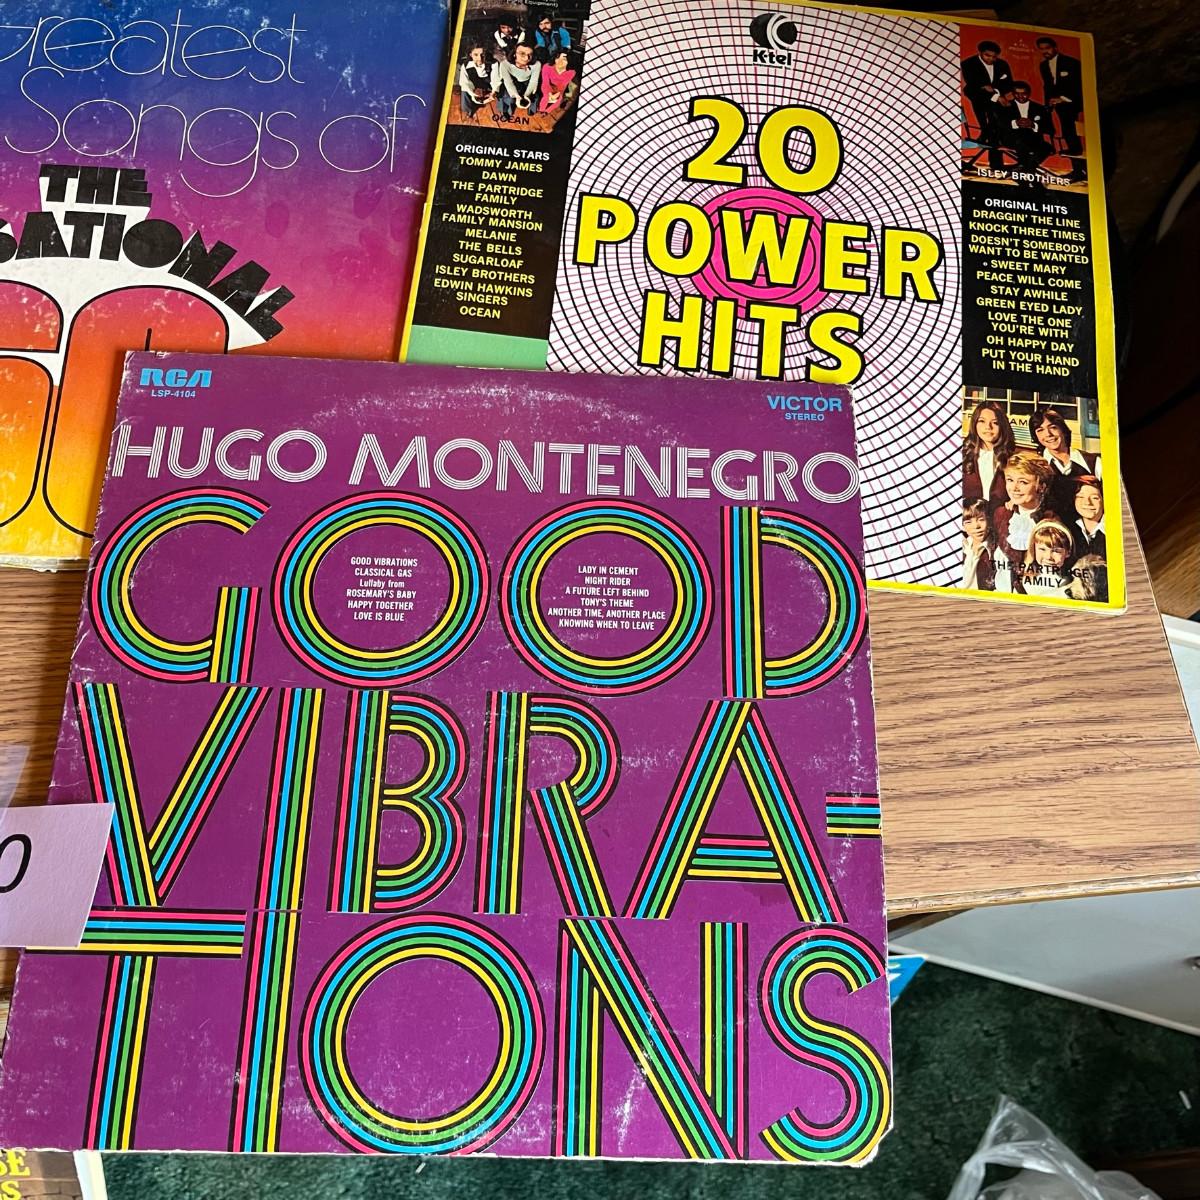 Greatest
Songs of
THE
60
K-tel
20
POWER
HITS
OCEAN
ORIGINAL STARS
TOMMY JAMES
DAWN
THE PARTRIDGE
FAMILY
WADSWORTH
FAMILY MANSION
MELANIE
THE BELLS
SUGARLOAF
ISLEY BROTHERS
EDWIN HAWKINS
SINGERS
OCEAN
ISLEY BROTHERS
ORIGINAL HITS
DRAGGIN' THE LINE
KNOCK THREE TIMES
DOESN'T SOMEBODY
WANT TO BE WANTED
• SWEET MARY
PEACE WILL COME
STAY AWHILE
GREEN EYED LADY
LOVE THE ONE
YOU'RE WITH
OH HAPPY DAY
PUT YOUR HAND
IN THE HAND
THE PARTRIDGE
FAMILY
RCA
LSP-4104
VICTOR
STEREO
HUGO MONTENEGRO
GOOD
VIBRA-
TIONS
GOOD VIBRATIONS
CLASSICAL GAS
Lullaby from
ROSEMARY'S BABY
HAPPY TOGETHER
LOVE IS BLUE
LADY IN CEMENT
NIGHT RIDER
A FUTURE LEFT BEHIND
TONY'S THEME
ANOTHER TIME, ANOTHER PLACE
KNOWING WHEN TO LEAVE
0